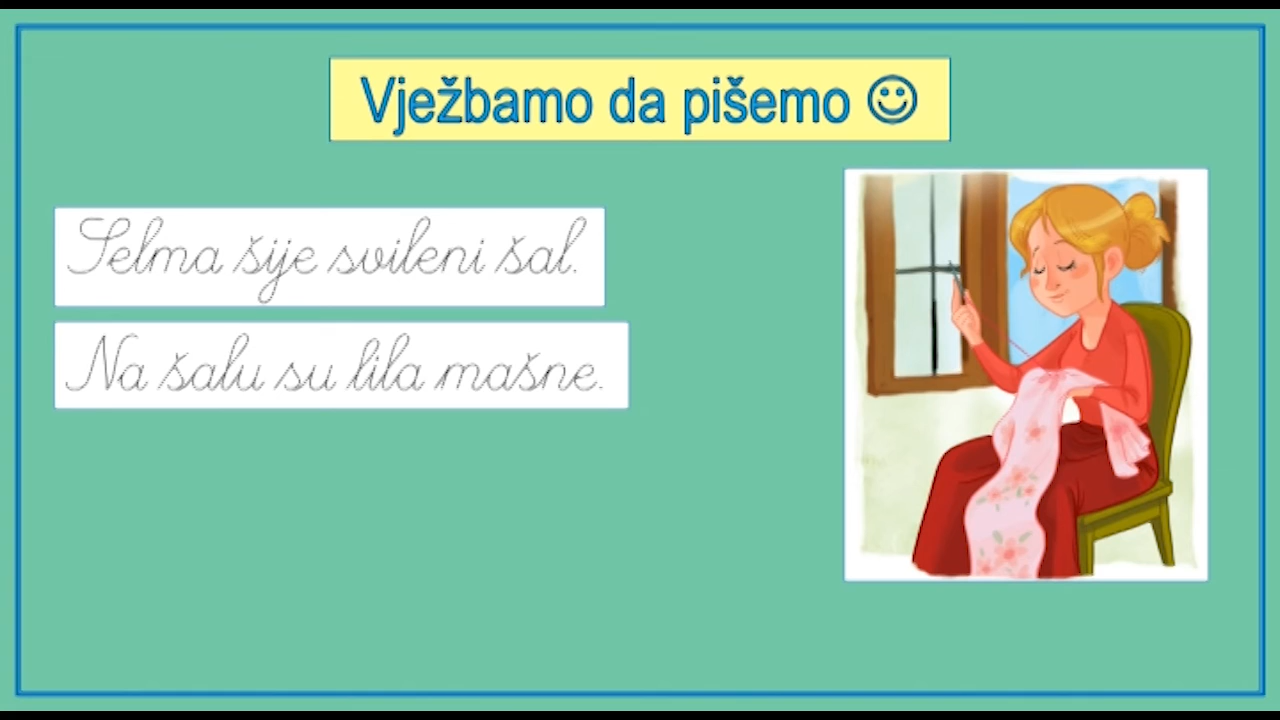 Vježbamo da pišemo ☺
Selma šije svileni šal.
Na šalu su lila mašne.